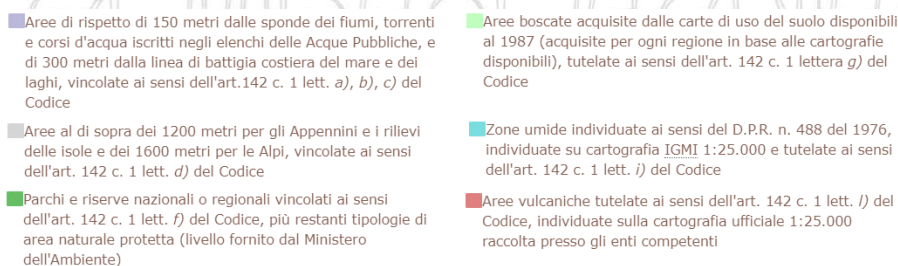 Aree di rispetto di 150 metri dalle sponde dei fiumi, torrenti
e corsi d'acqua iscritti negli elenchi delle Acque Pubbliche, e
di 300 metri dalla linea di battigia costiera del mare e dei
laghi, vincolate ai sensi dell'art.142 c. 1 lett. a), b), c) del
Codice
Aree al di sopra dei 1200 metri per gli Appennini e i rilievi
delle isole e dei 1600 metri per le Alpi, vincolate ai sensi
dell'art. 142 c. 1 lett. d) del Codice
Parchi e riserve nazionali o regionali vincolati ai sensi
dell'art. 142 c. 1 lett. f) del Codice, più restanti tipologie di
area naturale protetta (livello fornito dal Ministero
dell'Ambiente)
Aree boscate acquisite dalle carte di uso del suolo disponibili
al 1987 (acquisite per ogni regione in base alle cartografie
disponibili), tutelate ai sensi dell'art. 142 c. 1 lettera g) del
Codice
Zone umide individuate ai sensi del D.P.R. n. 488 del 1976,
individuate su cartografia IGMI 1:25.000 e tutelate ai sensi
dell'art. 142 c. 1 lett. i) del Codice
Aree vulcaniche tutelate ai sensi dell'art. 142 c. 1 lett. l) del
Codice, individuate sulla cartografia ufficiale 1:25.000
raccolta presso gli enti competenti